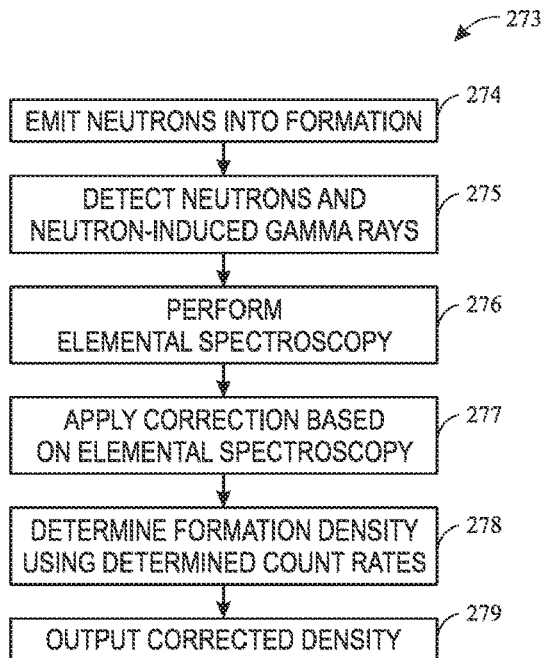 273
274
EMIT NEUTRONS INTO FORMATION
275
DETECT NEUTRONS AND
NEUTRON-INDUCED GAMMA RAYS
276
PERFORM
ELEMENTAL SPECTROSCOPY
277
APPLY CORRECTION BASED
ON ELEMENTAL SPECTROSCOPY
278
DETERMINE FORMATION DENSITY
USING DETERMINED COUNT RATES
279
OUTPUT CORRECTED DENSITY